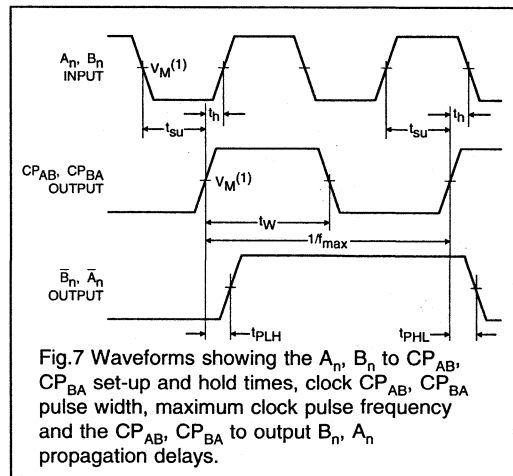 An, Bn
INPUT
VM(1)
th
th
tsu
tsu
CPAB, CPBA
OUTPUT
VM(1)
tW
1/fmax
B̅n, A̅n
OUTPUT
tPLH
tPHL
Fig.7 Waveforms showing the An, Bn to CPAB,
CPBA set-up and hold times, clock CPAB, CPBA
pulse width, maximum clock pulse frequency
and the CPAB, CPBA to output Bn, An
propagation delays.